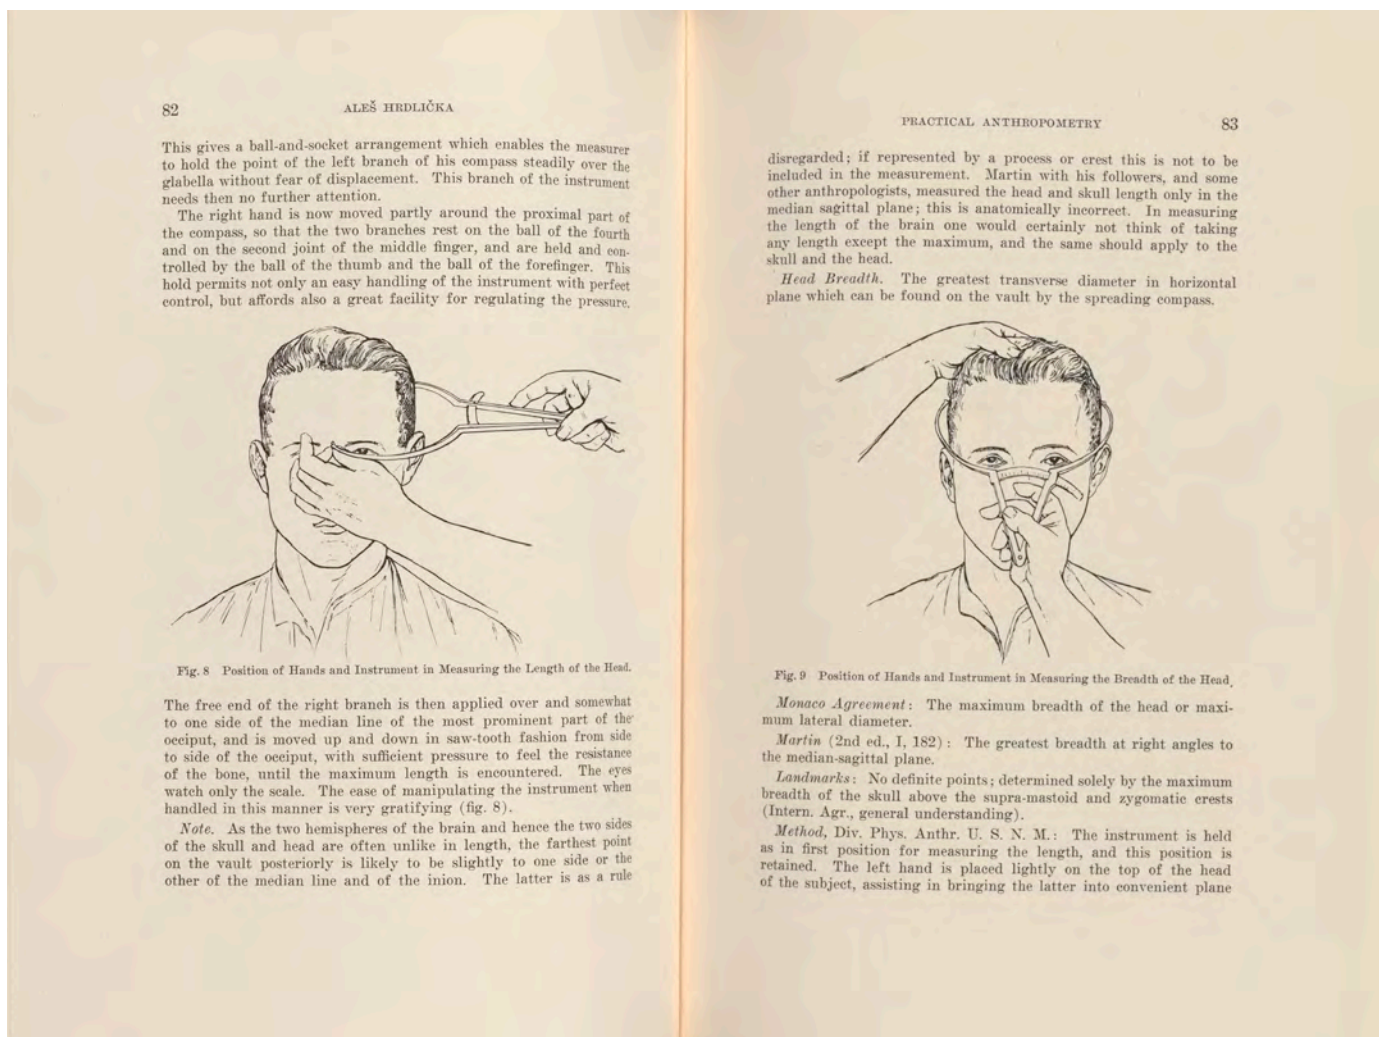 82
ALEŠ HRDLIČKA
This gives a ball-and-socket arrangement which enables the measurer
to hold the point of the left branch of his compass steadily over the
glabella without fear of displacement. This branch of the instrument
needs then no further attention.
The right hand is now moved partly around the proximal part of
the compass, so that the two branches rest on the ball of the fourth
and on the second joint of the middle finger, and are held and con-
trolled by the ball of the thumb and the ball of the forefinger. This
hold permits not only an easy handling of the instrument with perfect
control, but affords also a great facility for regulating the pressure.
Fig. 8 Position of Hands and Instrument in Measuring the Length of the Head.
The free end of the right branch is then applied over and somewhat
to one side of the median line of the most prominent part of the
occiput, and is moved up and down in saw-tooth fashion from side
to side of the occiput, with sufficient pressure to feel the resistance
of the bone, until the maximum length is encountered. The eyes
watch only the scale. The ease of manipulating the instrument when
handled in this manner is very gratifying (fig. 8).
Note. As the two hemispheres of the brain and hence the two sides
of the skull and head are often unlike in length, the farthest point
on the vault posteriorly is likely to be slightly to one side or the
other of the median line and of the inion. The latter is as a rule
PRACTICAL ANTHROPOMETRY
83
disregarded; if represented by a process or crest this is not to be
included in the measurement. Martin with his followers, and some
other anthropologists, measured the head and skull length only in the
median sagittal plane; this is anatomically incorrect. In measuring
the length of the brain one would certainly not think of taking
any length except the maximum, and the same should apply to the
skull and the head.
Head Breadth. The greatest transverse diameter in horizontal
plane which can be found on the vault by the spreading compass.
Fig. 9 Position of Hands and Instrument in Measuring the Breadth of the Head.
Monaco Agreement: The maximum breadth of the head or maxi-
mum lateral diameter.
Martin (2nd ed., I, 182): The greatest breadth at right angles to
the median-sagittal plane.
Landmarks: No definite points; determined solely by the maximum
breadth of the skull above the supra-mastoid and zygomatic crests
(Intern. Agr., general understanding).
Method, Div. Phys. Anthr. U. S. N. M.: The instrument is held
as in first position for measuring the length, and this position is
retained. The left hand is placed lightly on the top of the head
of the subject, assisting in bringing the latter into convenient plane